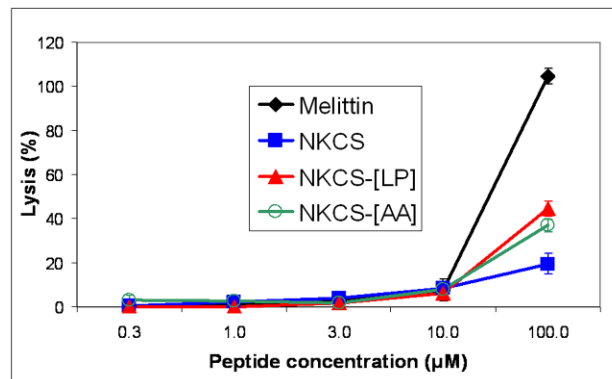 120
100
80
60
40
20
0
Lysis (%)
Melittin
NKCS
NKCS-[LP]
NKCS-[AA]
0.3 1.0 3.0 10.0 100.0
Peptide concentration (µM)